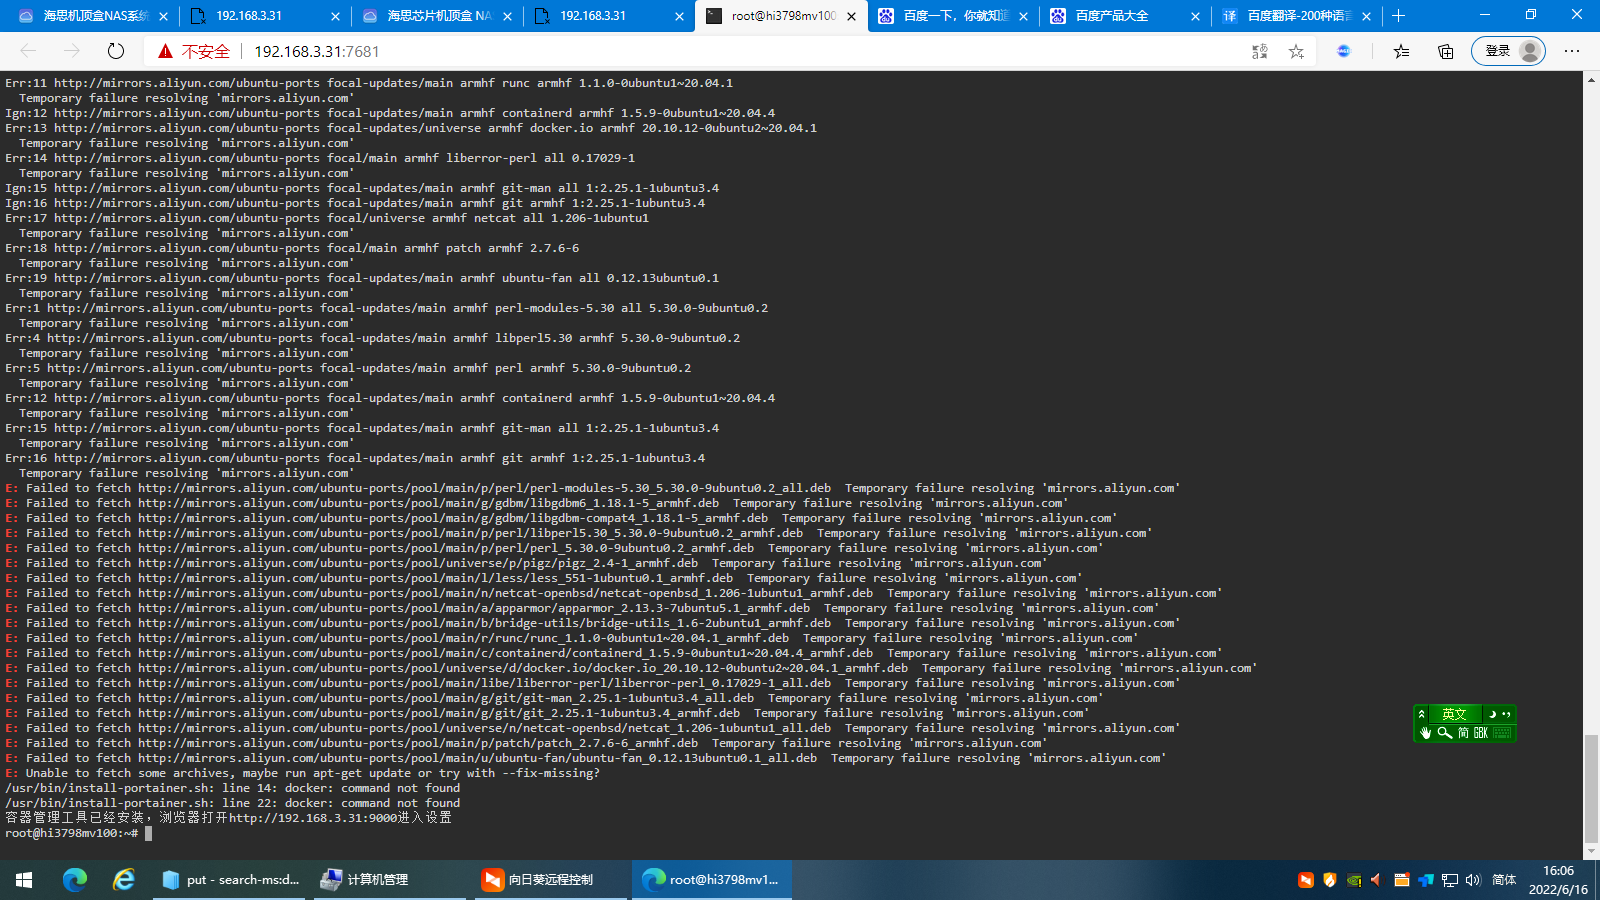 海思机顶盒NAS系统
192.168.3.31
海思芯片机顶盒 NA
192.168.3.31
root@hi3798mv100
百度一下，你就知道
百度产品大全
百度翻译-200种语言
不安全 192.168.3.31:7681 登录
Err:11 http://mirrors.aliyun.com/ubuntu-ports focal-updates/main armhf runc armhf 1.1.0-0ubuntu1~20.04.1
Temporary failure resolving 'mirrors.aliyun.com'
Ign:12 http://mirrors.aliyun.com/ubuntu-ports focal-updates/main armhf containerd armhf 1.5.9-0ubuntu1~20.04.4
Err:13 http://mirrors.aliyun.com/ubuntu-ports focal-updates/universe armhf docker.io armhf 20.10.12-0ubuntu2~20.04.1
Temporary failure resolving 'mirrors.aliyun.com'
Err:14 http://mirrors.aliyun.com/ubuntu-ports focal/main armhf liberror-perl all 0.17029-1
Temporary failure resolving 'mirrors.aliyun.com'
Ign:15 http://mirrors.aliyun.com/ubuntu-ports focal-updates/main armhf git-man all 1:2.25.1-1ubuntu3.4
Ign:16 http://mirrors.aliyun.com/ubuntu-ports focal-updates/main armhf git armhf 1:2.25.1-1ubuntu3.4
Err:17 http://mirrors.aliyun.com/ubuntu-ports focal/universe armhf netcat all 1.206-1ubuntu1
Temporary failure resolving 'mirrors.aliyun.com'
Err:18 http://mirrors.aliyun.com/ubuntu-ports focal/main armhf patch armhf 2.7.6-6
Temporary failure resolving 'mirrors.aliyun.com'
Err:19 http://mirrors.aliyun.com/ubuntu-ports focal-updates/main armhf ubuntu-fan all 0.12.13ubuntu0.1
Temporary failure resolving 'mirrors.aliyun.com'
Err:1 http://mirrors.aliyun.com/ubuntu-ports focal-updates/main armhf perl-modules-5.30 all 5.30.0-9ubuntu0.2
Temporary failure resolving 'mirrors.aliyun.com'
Err:4 http://mirrors.aliyun.com/ubuntu-ports focal-updates/main armhf libperl5.30 armhf 5.30.0-9ubuntu0.2
Temporary failure resolving 'mirrors.aliyun.com'
Err:5 http://mirrors.aliyun.com/ubuntu-ports focal-updates/main armhf perl armhf 5.30.0-9ubuntu0.2
Temporary failure resolving 'mirrors.aliyun.com'
Err:12 http://mirrors.aliyun.com/ubuntu-ports focal-updates/main armhf containerd armhf 1.5.9-0ubuntu1~20.04.4
Temporary failure resolving 'mirrors.aliyun.com'
Err:15 http://mirrors.aliyun.com/ubuntu-ports focal-updates/main armhf git-man all 1:2.25.1-1ubuntu3.4
Temporary failure resolving 'mirrors.aliyun.com'
Err:16 http://mirrors.aliyun.com/ubuntu-ports focal-updates/main armhf git armhf 1:2.25.1-1ubuntu3.4
Temporary failure resolving 'mirrors.aliyun.com'
E: Failed to fetch http://mirrors.aliyun.com/ubuntu-ports/pool/main/p/perl/perl-modules-5.30_5.30.0-9ubuntu0.2_all.deb Temporary failure resolving 'mirrors.aliyun.com'
E: Failed to fetch http://mirrors.aliyun.com/ubuntu-ports/pool/main/g/gdbm/libgdbm6_1.18.1-5_armhf.deb Temporary failure resolving 'mirrors.aliyun.com'
E: Failed to fetch http://mirrors.aliyun.com/ubuntu-ports/pool/main/g/gdbm/libgdbm-compat4_1.18.1-5_armhf.deb Temporary failure resolving 'mirrors.aliyun.com'
E: Failed to fetch http://mirrors.aliyun.com/ubuntu-ports/pool/main/p/perl/libperl5.30_5.30.0-9ubuntu0.2_armhf.deb Temporary failure resolving 'mirrors.aliyun.com'
E: Failed to fetch http://mirrors.aliyun.com/ubuntu-ports/pool/main/p/perl/perl_5.30.0-9ubuntu0.2_armhf.deb Temporary failure resolving 'mirrors.aliyun.com'
E: Failed to fetch http://mirrors.aliyun.com/ubuntu-ports/pool/universe/p/pigz/pigz_2.4-1_armhf.deb Temporary failure resolving 'mirrors.aliyun.com'
E: Failed to fetch http://mirrors.aliyun.com/ubuntu-ports/pool/main/l/less/less_551-1ubuntu0.1_armhf.deb Temporary failure resolving 'mirrors.aliyun.com'
E: Failed to fetch http://mirrors.aliyun.com/ubuntu-ports/pool/main/n/netcat-openbsd/netcat-openbsd_1.206-1ubuntu1_armhf.deb Temporary failure resolving 'mirrors.aliyun.com'
E: Failed to fetch http://mirrors.aliyun.com/ubuntu-ports/pool/main/a/apparmor/apparmor_2.13.3-7ubuntu5.1_armhf.deb Temporary failure resolving 'mirrors.aliyun.com'
E: Failed to fetch http://mirrors.aliyun.com/ubuntu-ports/pool/main/b/bridge-utils/bridge-utils_1.6-2ubuntu1_armhf.deb Temporary failure resolving 'mirrors.aliyun.com'
E: Failed to fetch http://mirrors.aliyun.com/ubuntu-ports/pool/main/r/runc/runc_1.1.0-0ubuntu1~20.04.1_armhf.deb Temporary failure resolving 'mirrors.aliyun.com'
E: Failed to fetch http://mirrors.aliyun.com/ubuntu-ports/pool/main/c/containerd/containerd_1.5.9-0ubuntu1~20.04.4_armhf.deb Temporary failure resolving 'mirrors.aliyun.com'
E: Failed to fetch http://mirrors.aliyun.com/ubuntu-ports/pool/universe/d/docker.io/docker.io_20.10.12-0ubuntu2~20.04.1_armhf.deb Temporary failure resolving 'mirrors.aliyun.com'
E: Failed to fetch http://mirrors.aliyun.com/ubuntu-ports/pool/main/libe/liberror-perl/liberror-perl_0.17029-1_all.deb Temporary failure resolving 'mirrors.aliyun.com'
E: Failed to fetch http://mirrors.aliyun.com/ubuntu-ports/pool/main/g/git/git-man_2.25.1-1ubuntu3.4_all.deb Temporary failure resolving 'mirrors.aliyun.com'
E: Failed to fetch http://mirrors.aliyun.com/ubuntu-ports/pool/main/g/git/git_2.25.1-1ubuntu3.4_armhf.deb Temporary failure resolving 'mirrors.aliyun.com'
E: Failed to fetch http://mirrors.aliyun.com/ubuntu-ports/pool/universe/n/netcat-openbsd/netcat_1.206-1ubuntu1_all.deb Temporary failure resolving 'mirrors.aliyun.com'
E: Failed to fetch http://mirrors.aliyun.com/ubuntu-ports/pool/main/p/patch/patch_2.7.6-6_armhf.deb Temporary failure resolving 'mirrors.aliyun.com'
E: Failed to fetch http://mirrors.aliyun.com/ubuntu-ports/pool/main/u/ubuntu-fan/ubuntu-fan_0.12.13ubuntu0.1_all.deb Temporary failure resolving 'mirrors.aliyun.com'
E: Unable to fetch some archives, maybe run apt-get update or try with --fix-missing?
/usr/bin/install-portainer.sh: line 14: docker: command not found
/usr/bin/install-portainer.sh: line 22: docker: command not found
容器管理工具已经安装，浏览器打开http://192.168.3.31:9000进入设置
root@hi3798mv100:~#
英文
简 GBK
put - search-ms:d...
计算机管理
向日葵远程控制
root@hi3798mv1...
简体
16:06
2022/6/16